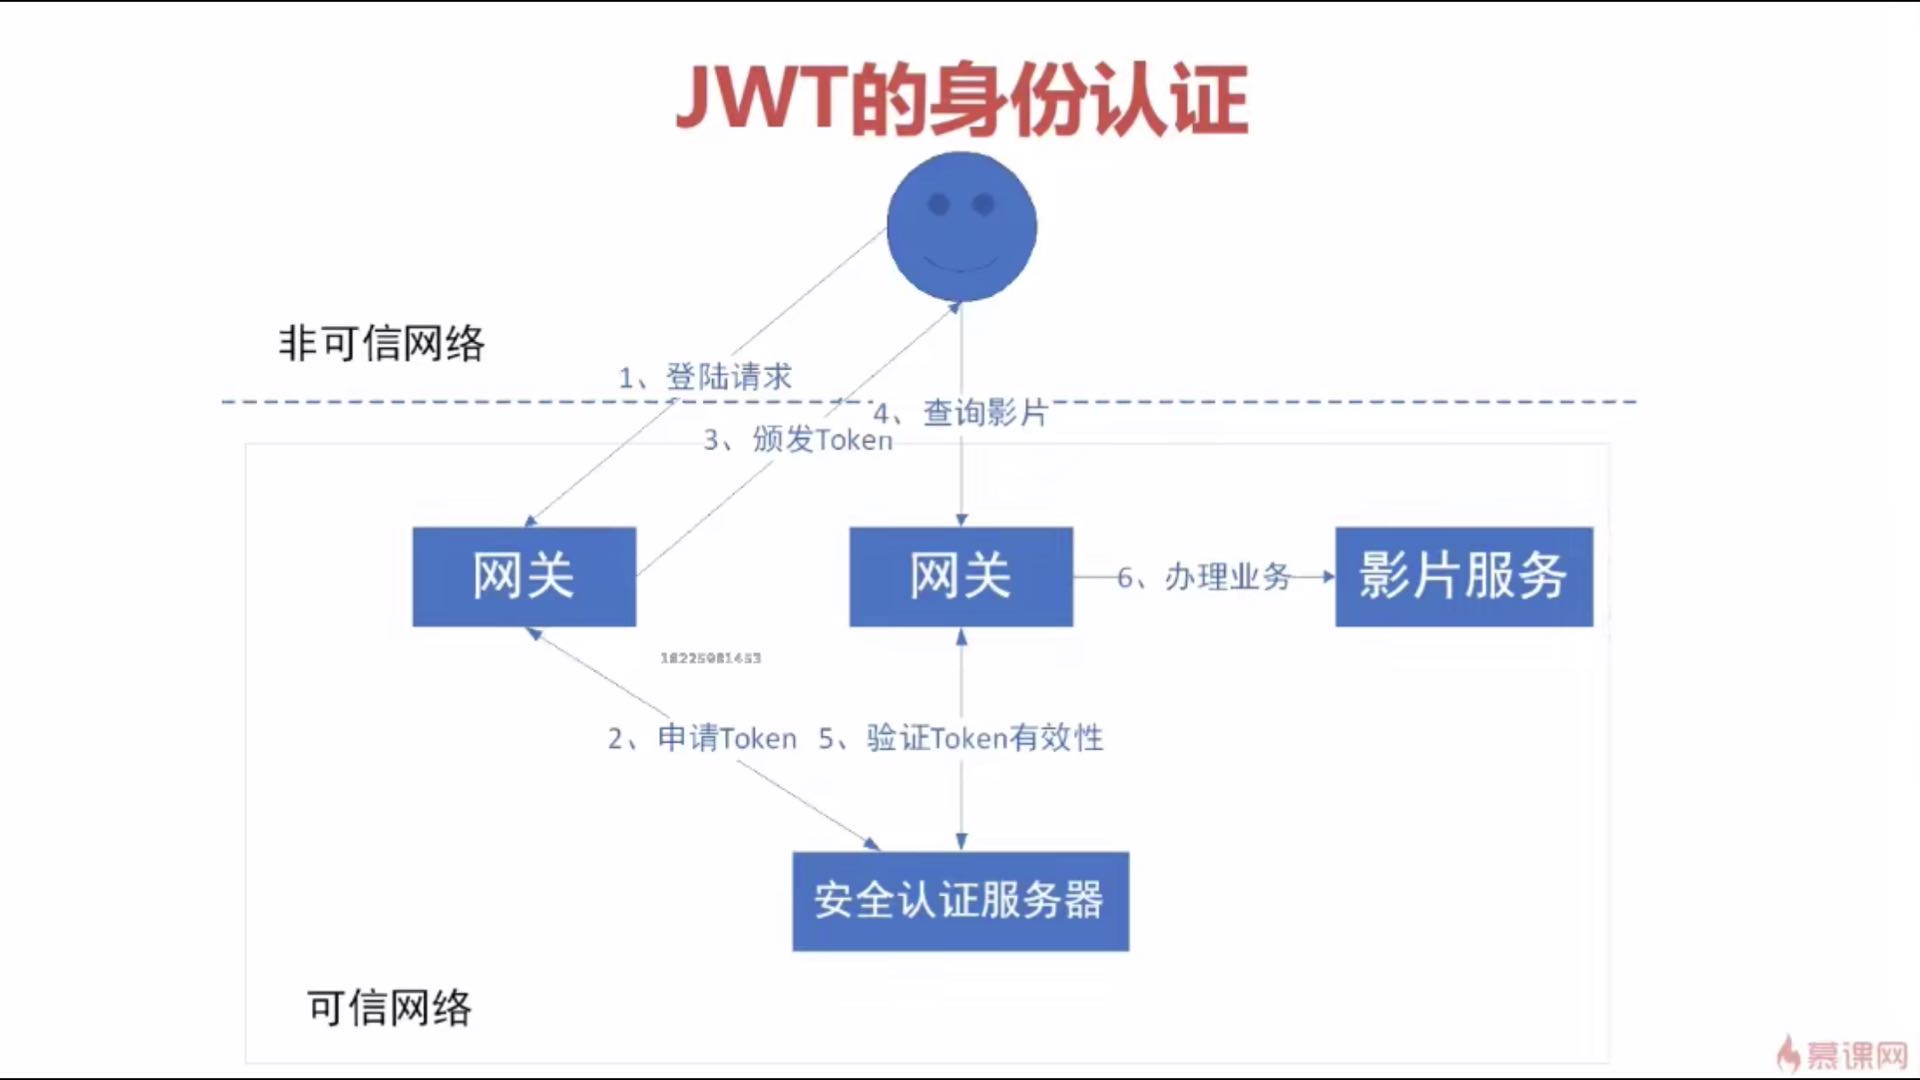 JWT的身份认证
非可信网络
1、登陆请求
4、查询影片
3、颁发Token
网关
网关
6、办理业务
影片服务
2、申请Token
5、验证Token有效性
安全认证服务器
可信网络
慕课网